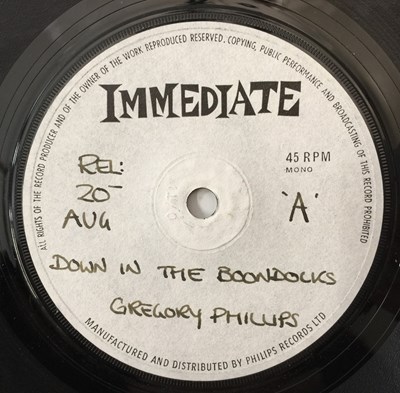 ALL RIGHTS OF THE RECORD PRODUCER AND OF THE OWNER OF THE WORK REPRODUCED RESERVED. COPYING, PUBLIC PERFORMANCE AND BROADCASTING OF THIS RECORD PROHIBITED
IMMEDIATE
REL:
20
AUG
45 RPM
MONO
'A'
DOWN IN THE BOONDOCKS
GREGORY PHILLIPS
MANUFACTURED AND DISTRIBUTED BY PHILIPS RECORDS LTD